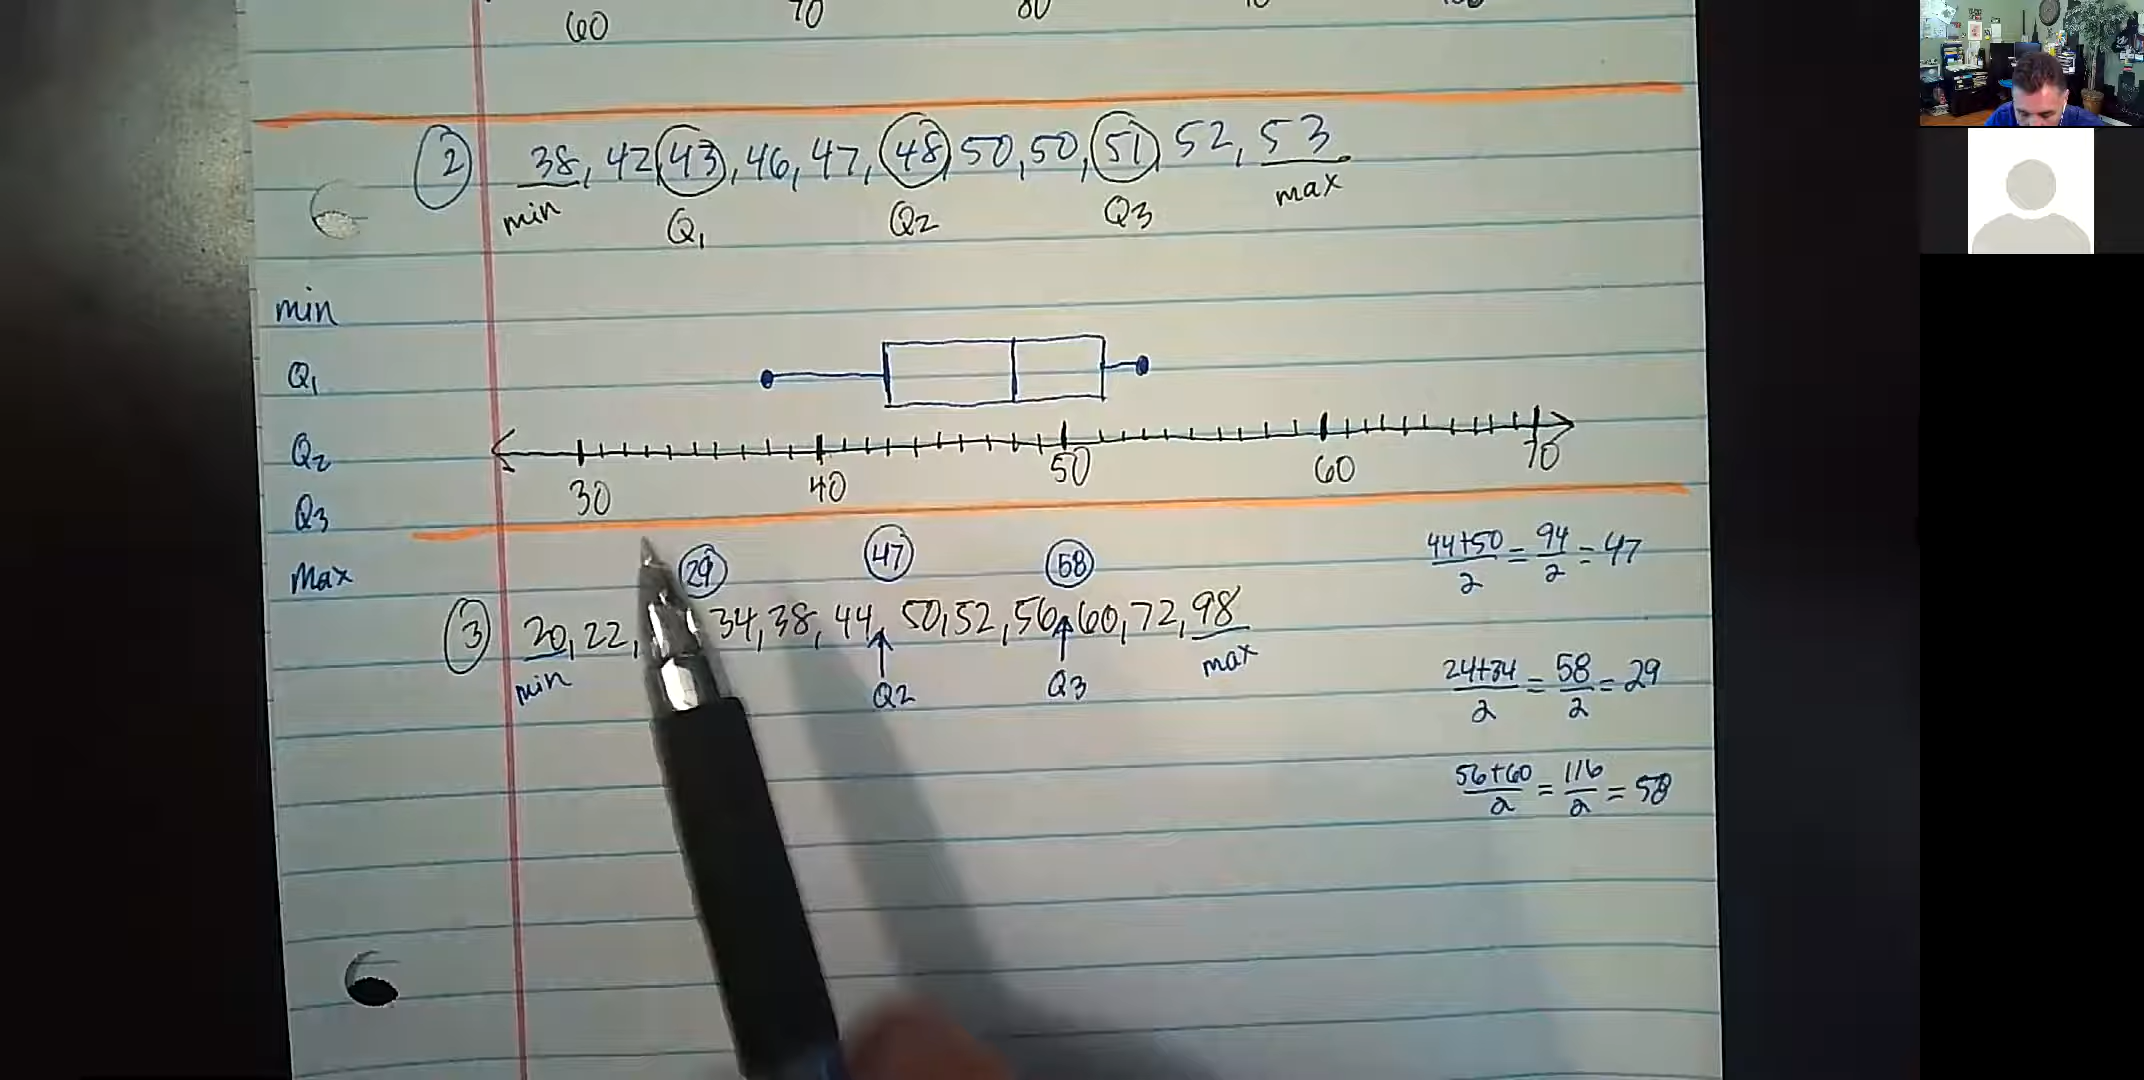 60 70 80
② 38, 42 43, 46, 47, 48 50, 50, 51 52, 53
min Q1 Q2 Q3 max
min
Q1
Q2
Q3
Max
30 40 50 60 70
29 47 58
③ 20, 22, 34, 38, 44, 50, 52, 56, 60, 72, 98
min Q2 Q3 max
44+50/2 = 94/2 = 47
24+34/2 = 58/2 = 29
56+60/2 = 116/2 = 58